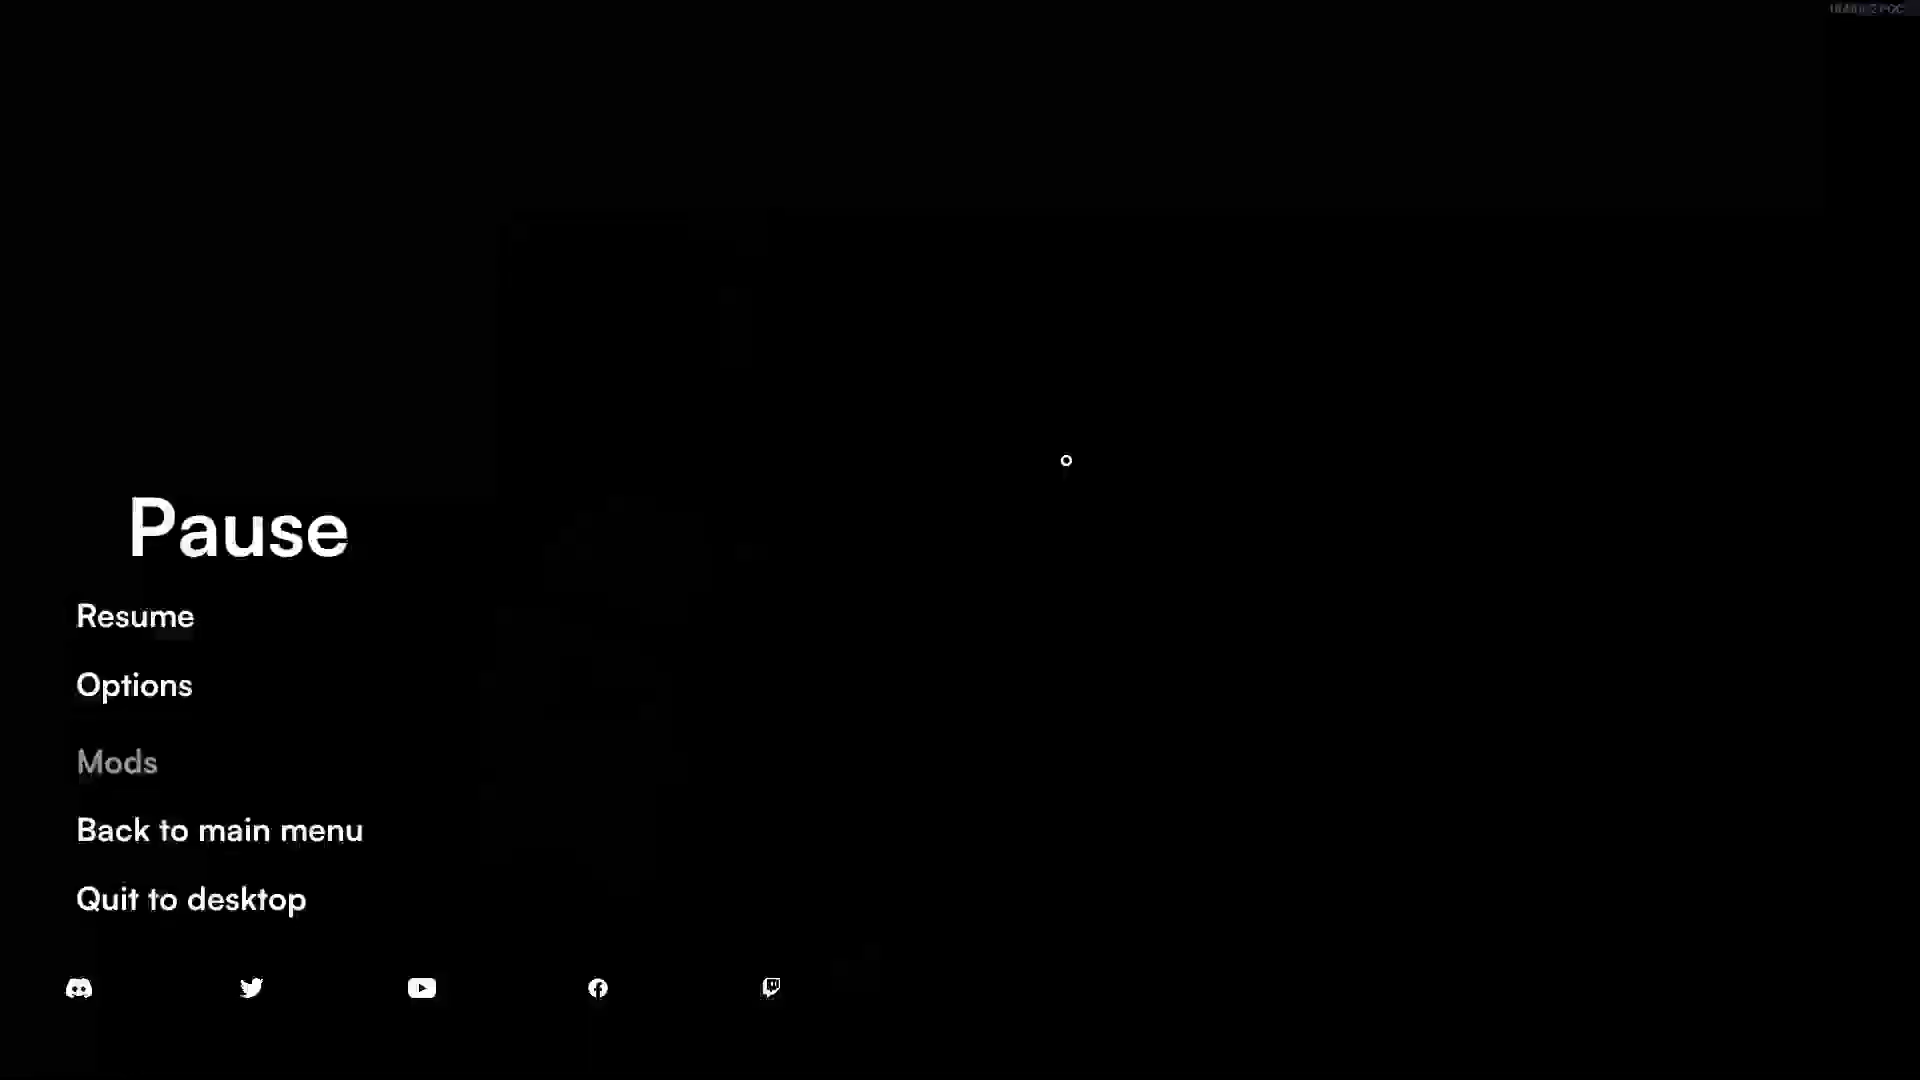 Pause
Resume
Options
Mods
Back to main menu
Quit to desktop